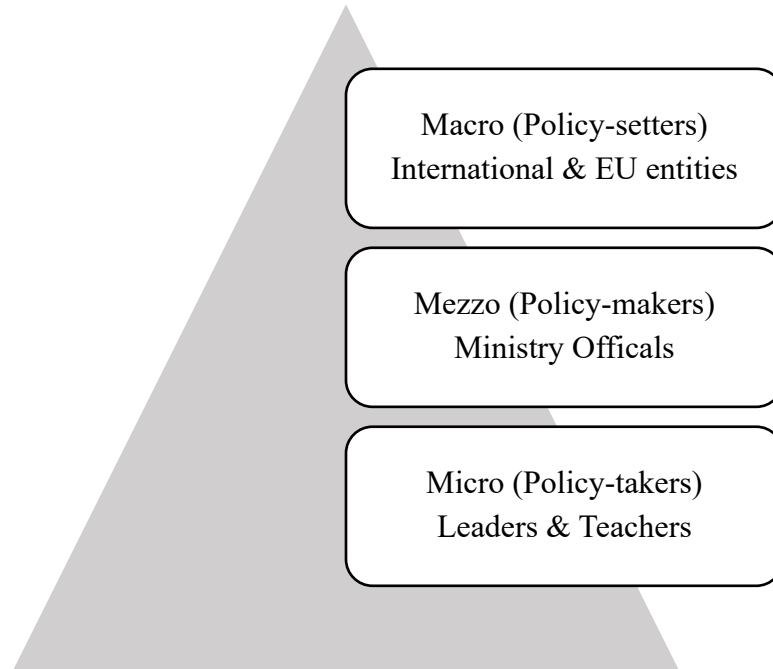 Macro (Policy-setters)
International & EU entities
Mezzo (Policy-makers)
Ministry Officals
Micro (Policy-takers)
Leaders & Teachers